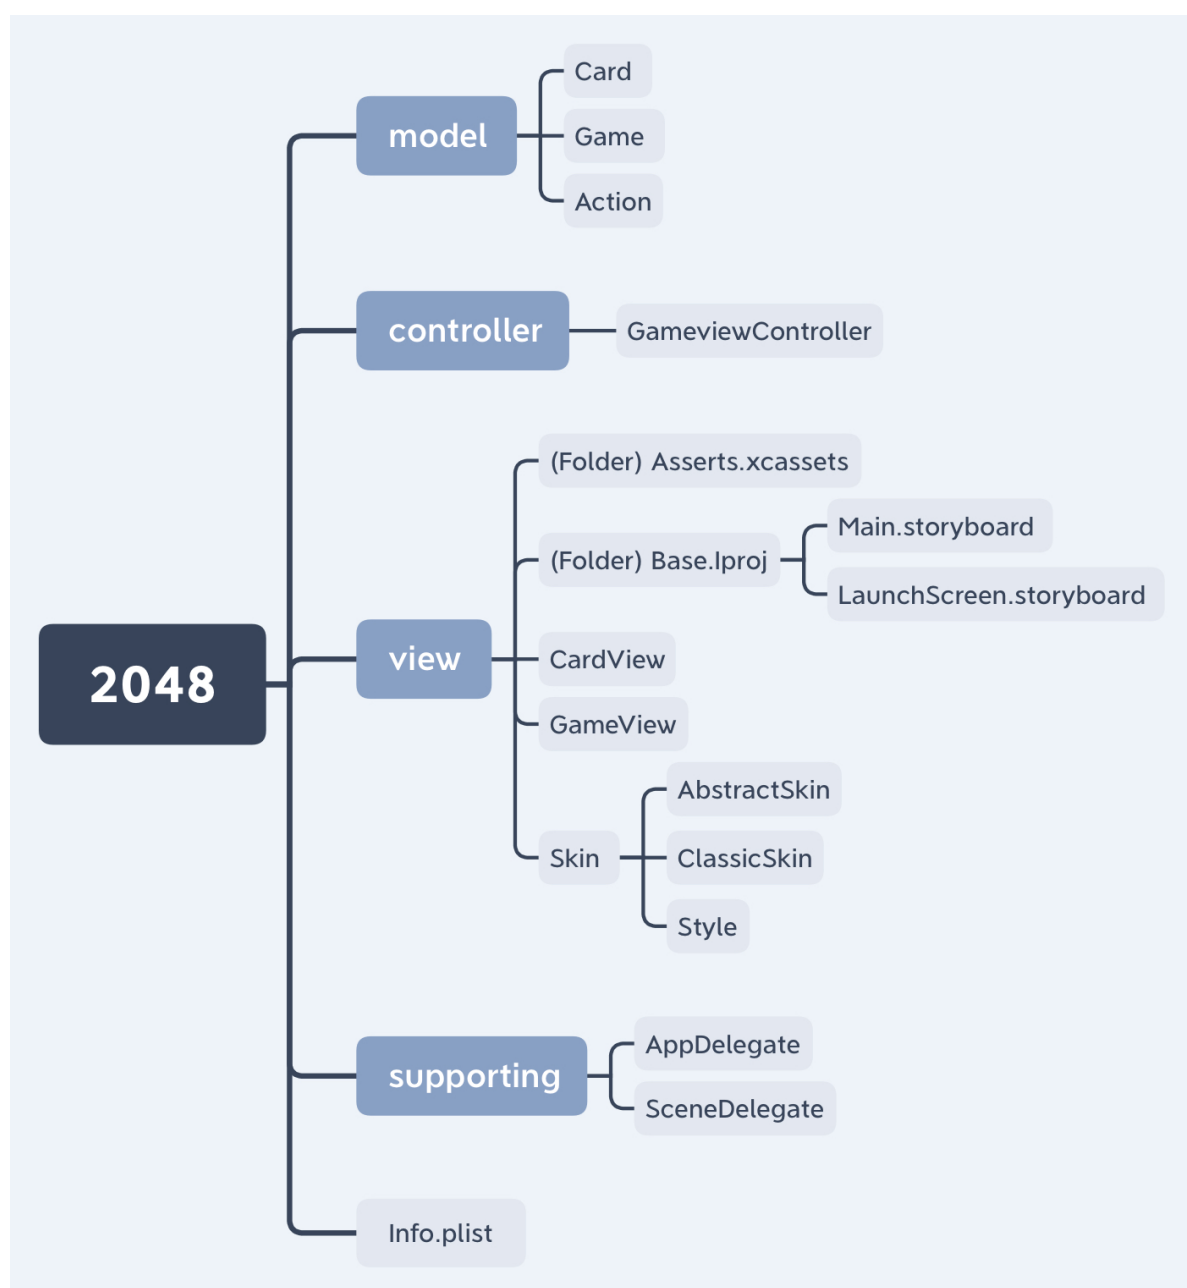 2048
model
Card
Game
Action
controller
GameviewController
view
(Folder) Asserts.xcassets
(Folder) Base.Iproj
Main.storyboard
LaunchScreen.storyboard
CardView
GameView
Skin
AbstractSkin
ClassicSkin
Style
supporting
AppDelegate
SceneDelegate
Info.plist